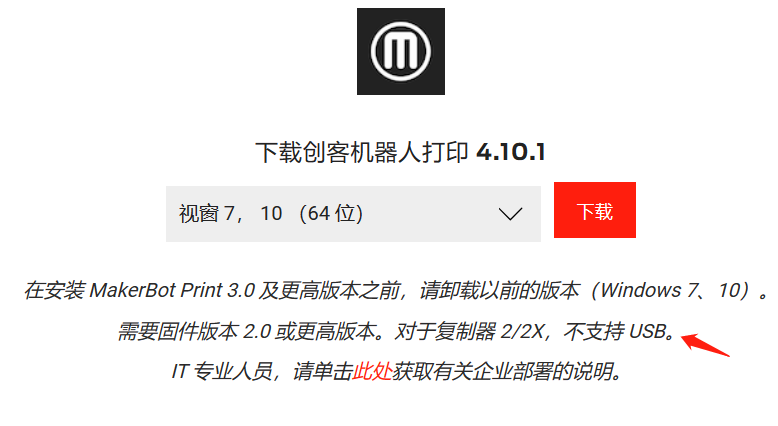 M
下载创客机器人打印 4.10.1
视窗 7， 10 （64 位） 下载
在安装 MakerBot Print 3.0 及更高版本之前，请卸载以前的版本（Windows 7、10）。
需要固件版本 2.0 或更高版本。对于复制器 2/2X，不支持 USB。
IT 专业人员，请单击此处获取有关企业部署的说明。